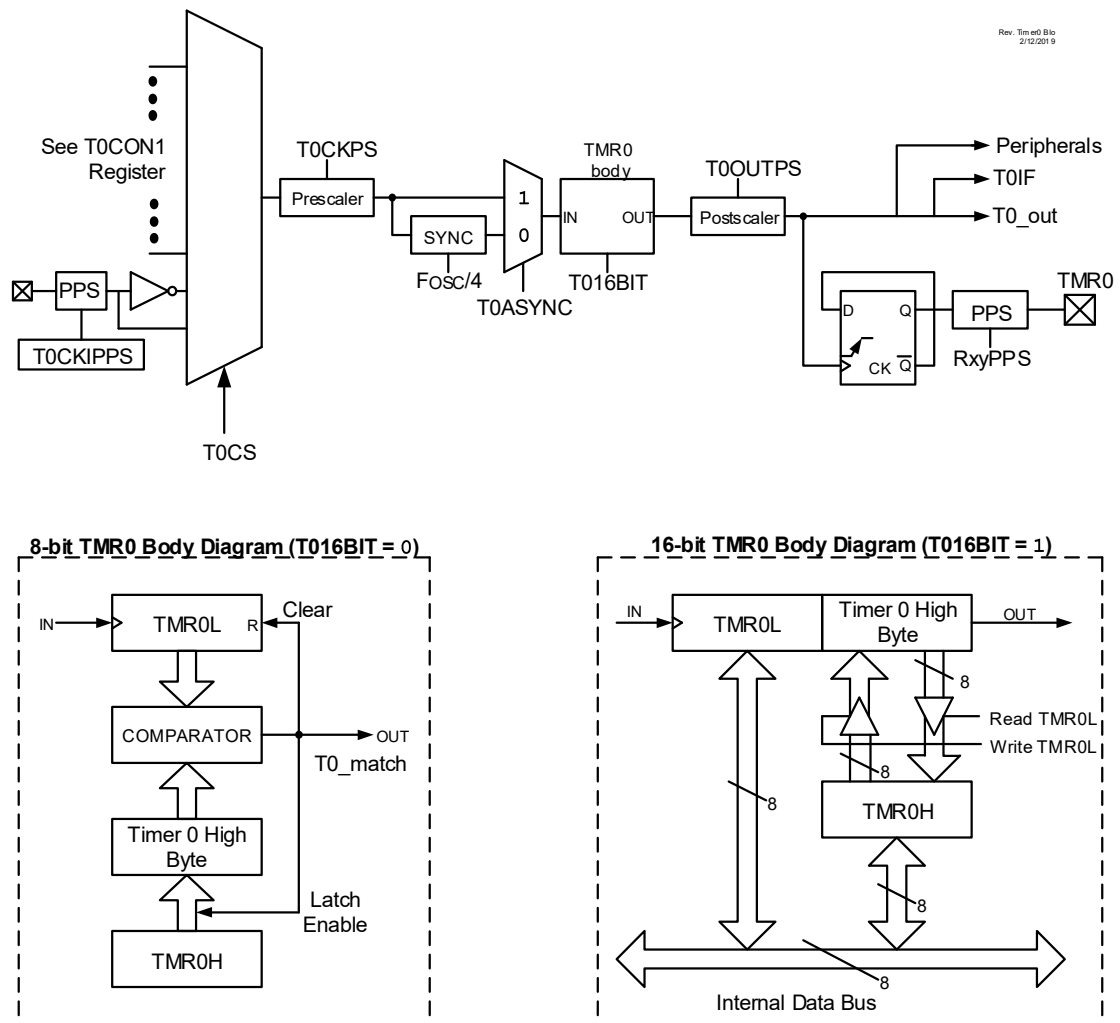 Rev. Timer0 Blo
2/12/2019
See T0CON1
Register
T0CKPS
Prescaler
SYNC
FOSC/4
1
0
T0ASYNC
TMR0
body
IN
OUT
T016BIT
T0OUTPS
Postscaler
Peripherals
T0IF
T0_out
PPS
T0CKIPPS
T0CS
D
Q
CK
Q
PPS
RxyPPS
TMR0
8-bit TMR0 Body Diagram (T016BIT = 0)
IN
TMR0L
R
Clear
COMPARATOR
OUT
T0_match
Timer 0 High
Byte
Latch
Enable
TMR0H
16-bit TMR0 Body Diagram (T016BIT = 1)
IN
TMR0L
Timer 0 High
Byte
OUT
8
Read TMR0L
Write TMR0L
8
8
TMR0H
8
8
Internal Data Bus